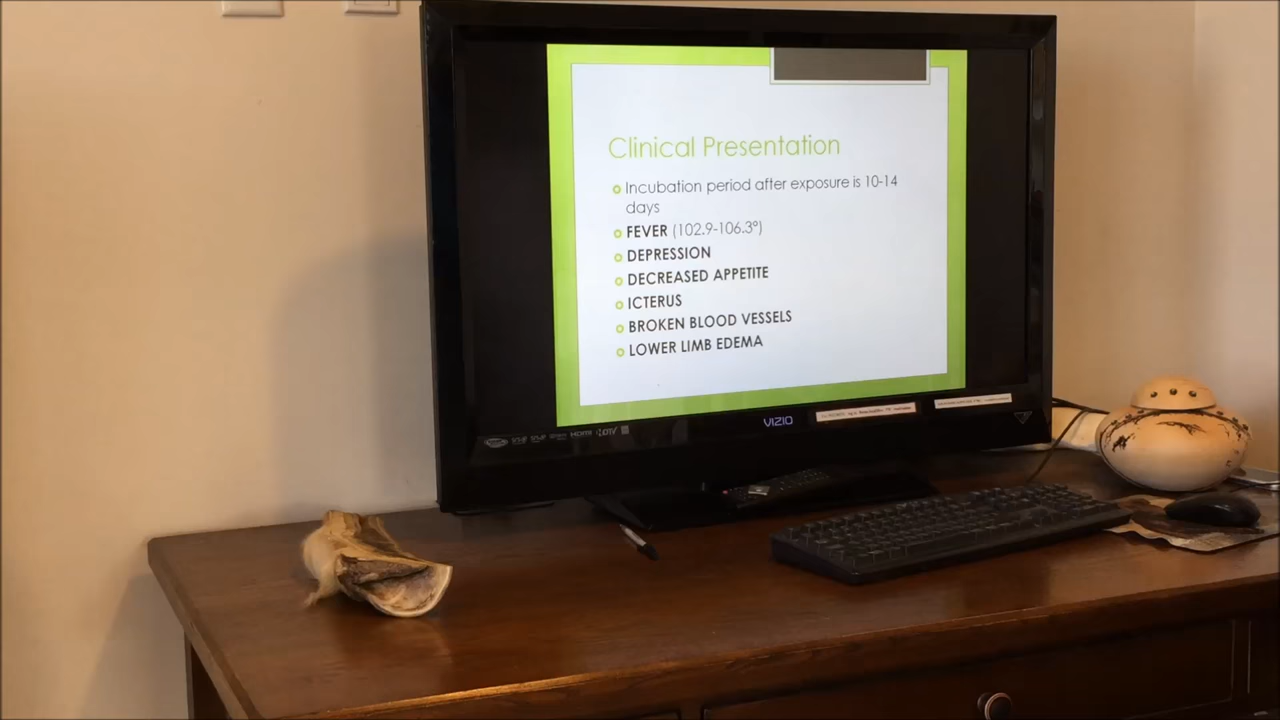 Clinical Presentation
Incubation period after exposure is 10-14
days
FEVER (102.9-106.3°)
DEPRESSION
DECREASED APPETITE
ICTERUS
BROKEN BLOOD VESSELS
LOWER LIMB EDEMA
VIZIO
HDMI